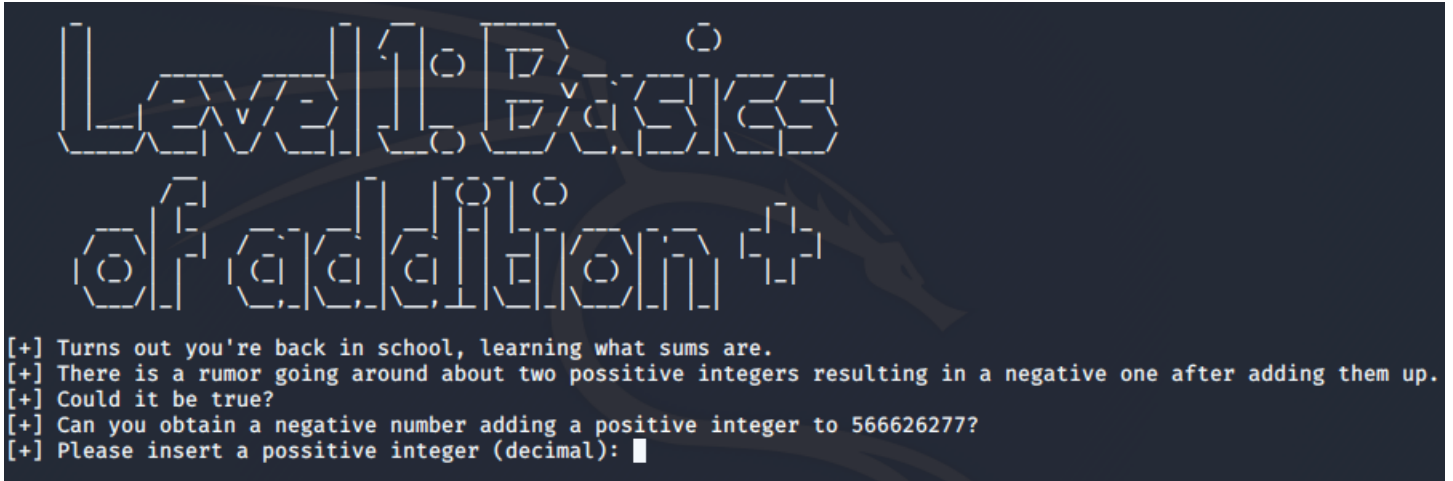 Level 1: Basics
of addition +
[+] Turns out you're back in school, learning what sums are.
[+] There is a rumor going around about two possitive integers resulting in a negative one after adding them up.
[+] Could it be true?
[+] Can you obtain a negative number adding a positive integer to 566626277?
[+] Please insert a possitive integer (decimal):